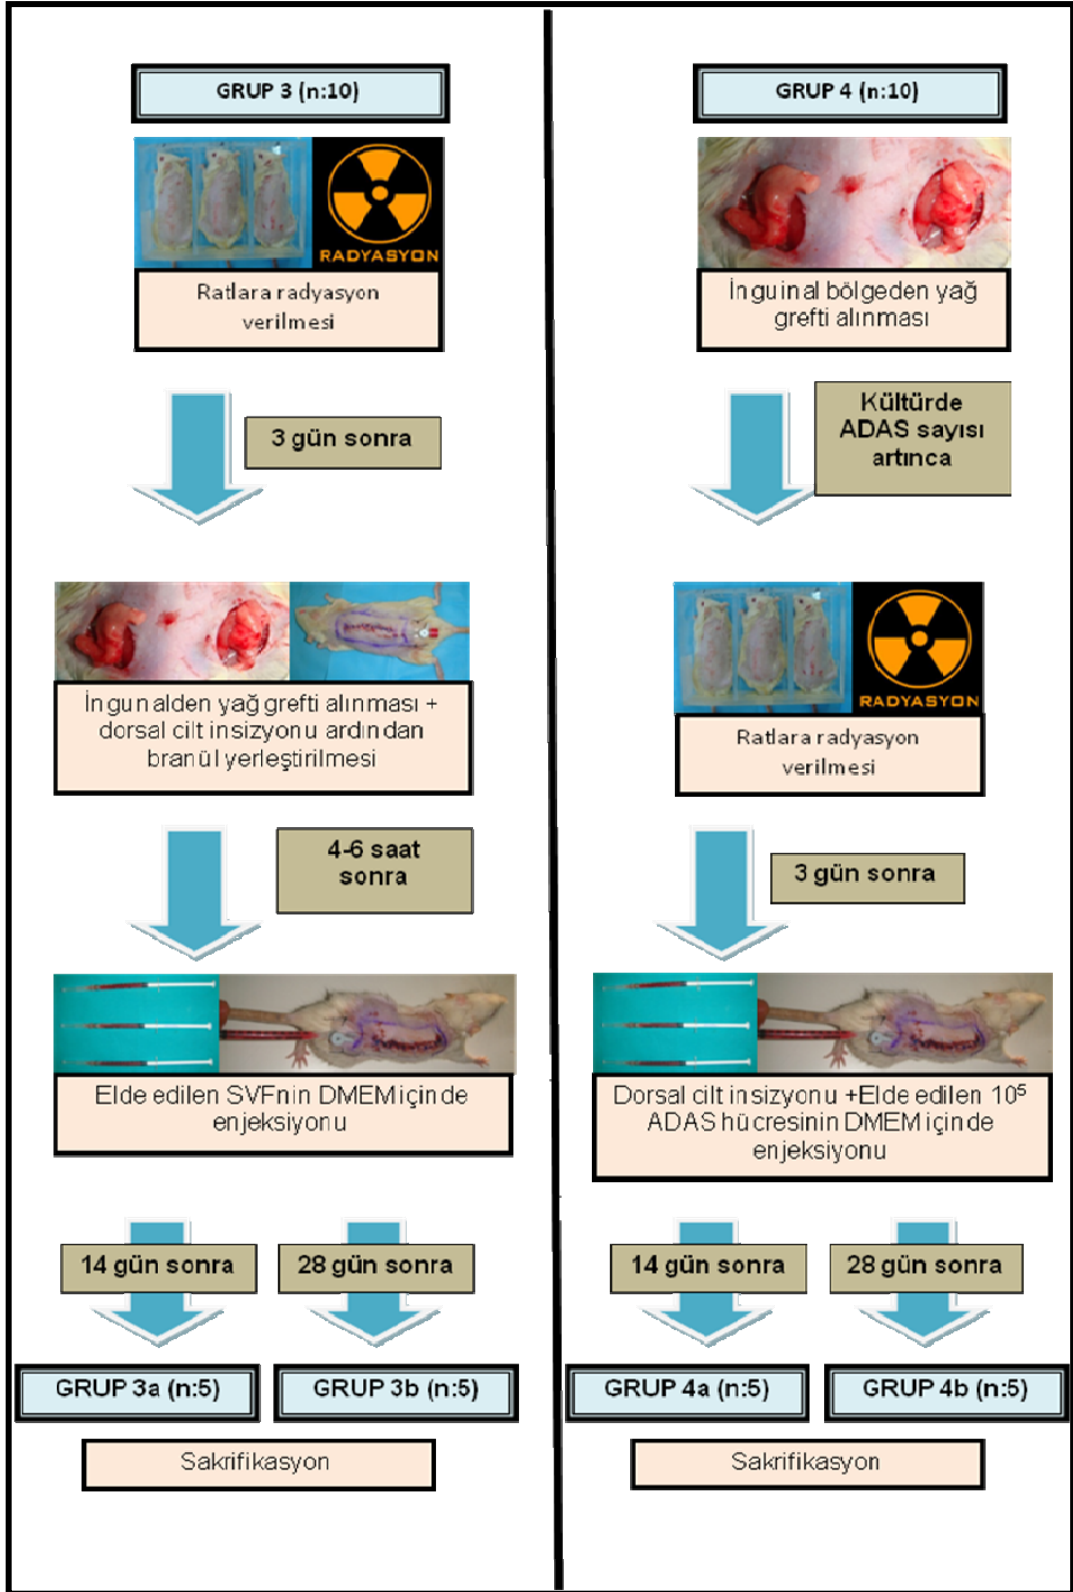 GRUP 3 (n:10)
RADYASYON
Ratlara radyasyon
verilmesi
3 gün sonra
İngunalden yağ grefti alınması +
dorsal cilt insizyonu ardından
branül yerleştirilmesi
4-6 saat
sonra
Elde edilen SVFnin DMEM içinde
enjeksiyonu
14 gün sonra
28 gün sonra
GRUP 3a (n:5)
GRUP 3b (n:5)
Sakrifikasyon
GRUP 4 (n:10)
İnguinal bölgeden yağ
grefti alınması
Kültürde
ADAS sayısı
artınca
RADYASYON
Ratlara radyasyon
verilmesi
3 gün sonra
Dorsal cilt insizyonu +Elde edilen 10⁵
ADAS hücresinin DMEM içinde
enjeksiyonu
14 gün sonra
28 gün sonra
GRUP 4a (n:5)
GRUP 4b (n:5)
Sakrifikasyon